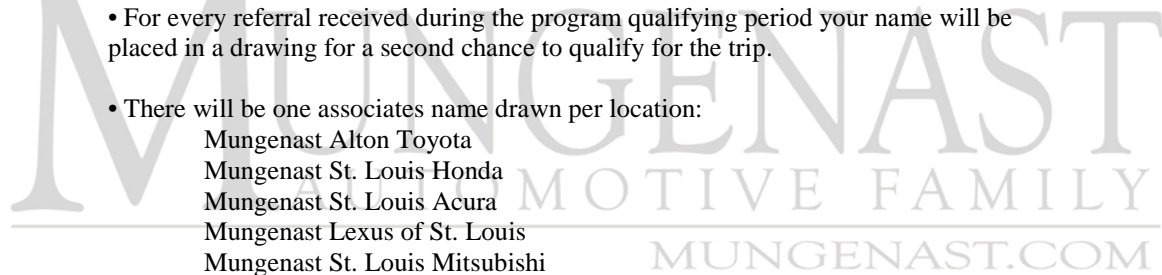 • For every referral received during the program qualifying period your name will be
placed in a drawing for a second chance to qualify for the trip.
• There will be one associates name drawn per location:
Mungenast Alton Toyota
Mungenast St. Louis Honda
Mungenast St. Louis Acura
Mungenast Lexus of St. Louis
Mungenast St. Louis Mitsubishi
MUNGENAST
AUTOMOTIVE FAMILY
MUNGENAST.COM